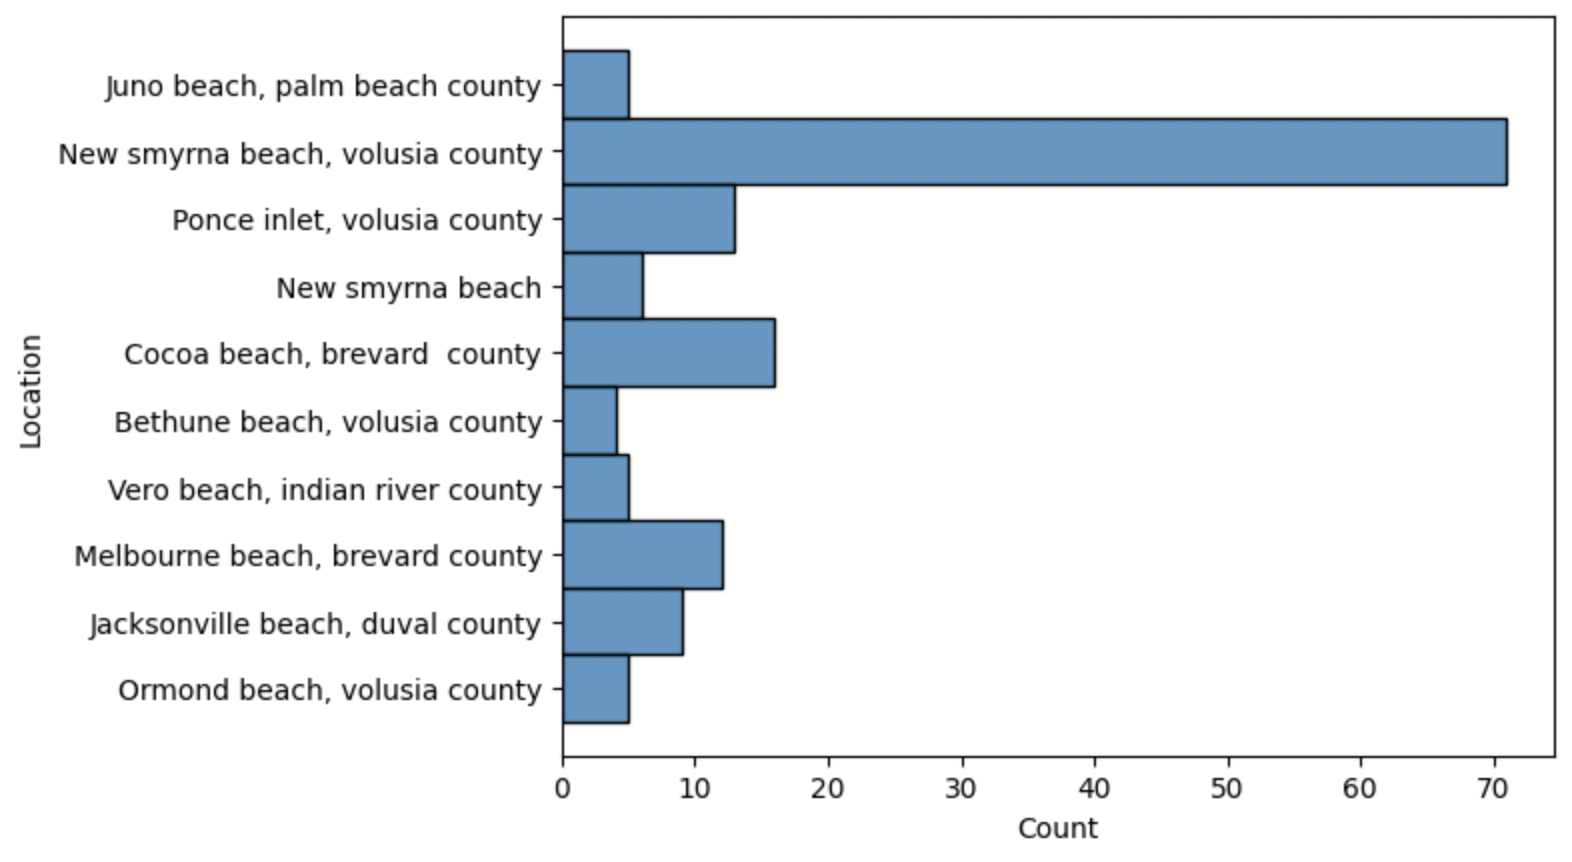 Juno beach, palm beach county
New smyrna beach, volusia county
Ponce inlet, volusia county
New smyrna beach
Cocoa beach, brevard  county
Bethune beach, volusia county
Vero beach, indian river county
Melbourne beach, brevard county
Jacksonville beach, duval county
Ormond beach, volusia county
Location
0 10 20 30 40 50 60 70
Count